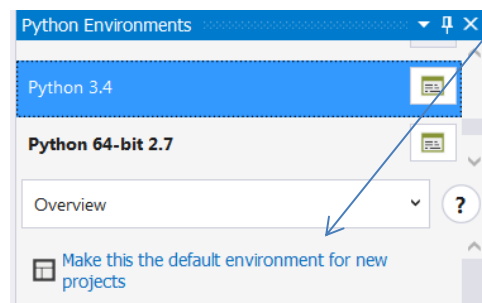 Python Environments
Python 3.4
Python 64-bit 2.7
Overview
?
Make this the default environment for new
projects